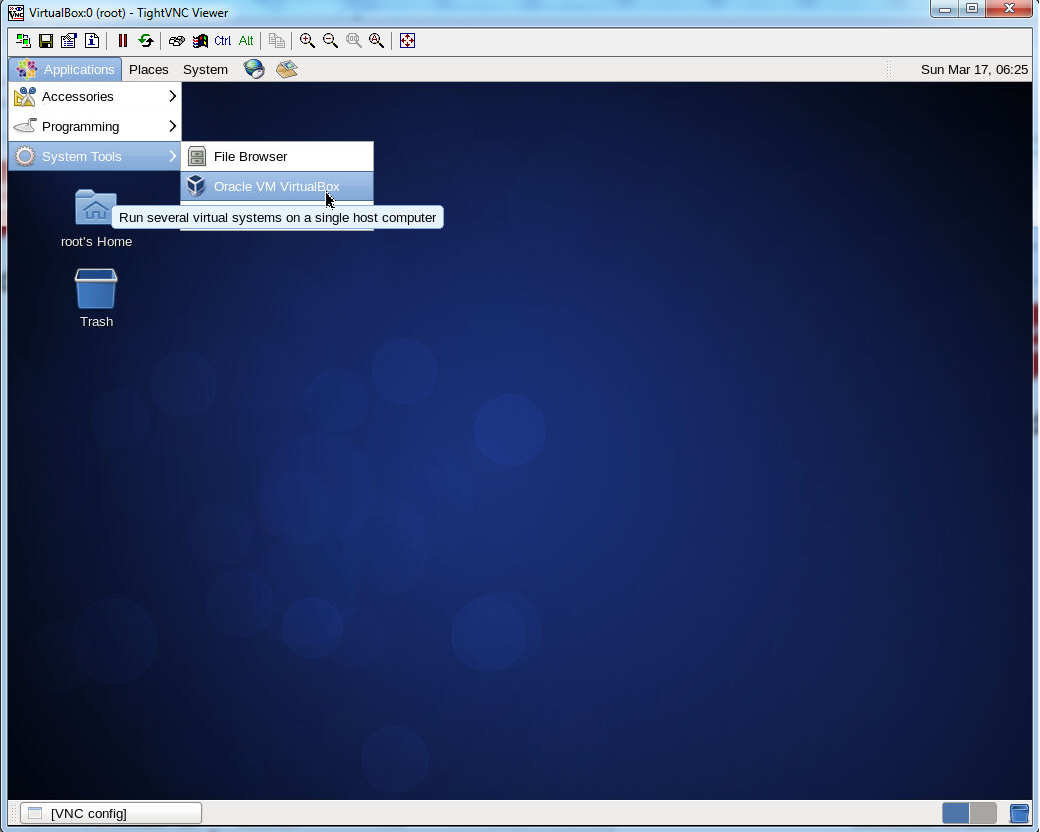 VirtualBox:0 (root) - TightVNC Viewer
Ctrl Alt
Applications Places System Sun Mar 17, 06:25
Accessories
Programming
System Tools
File Browser
Oracle VM VirtualBox
Run several virtual systems on a single host computer
root's Home
Trash
[VNC config]